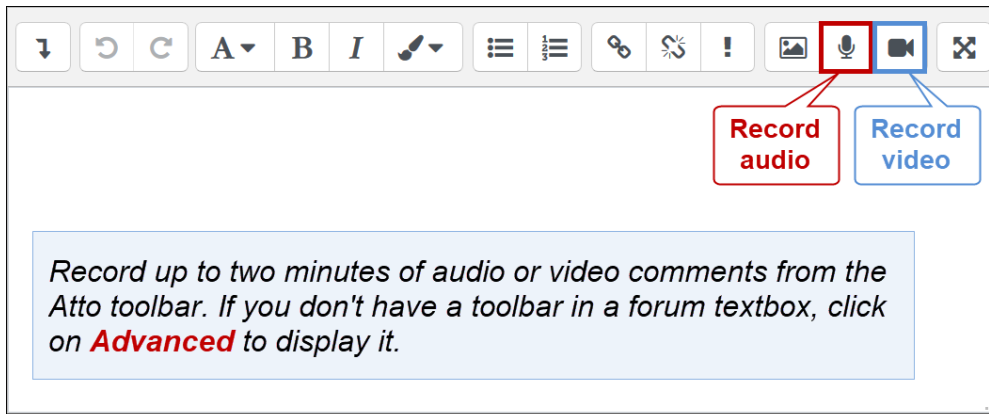 A B I
Record
audio
Record
video
Record up to two minutes of audio or video comments from the
Atto toolbar. If you don't have a toolbar in a forum textbox, click
on Advanced to display it.